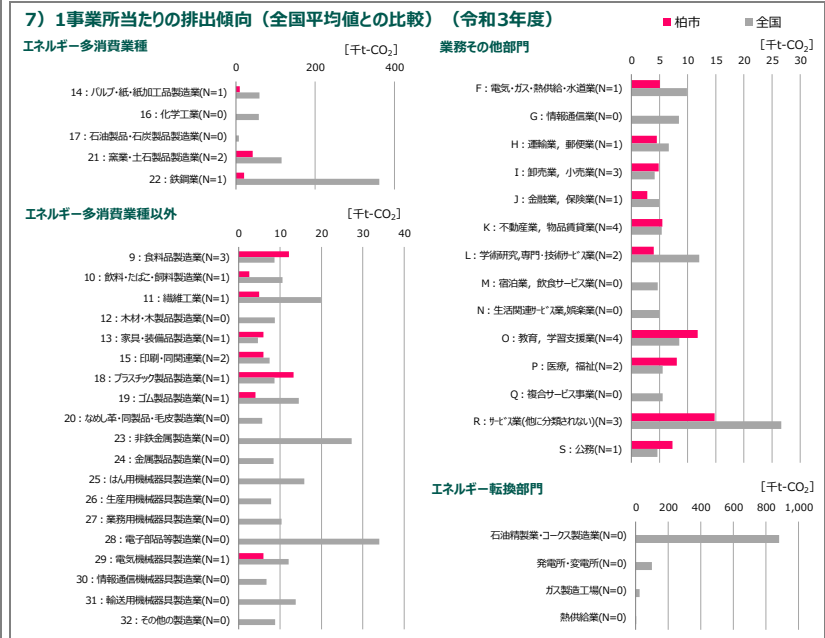 7）1事業所当たりの排出傾向（全国平均値との比較）（令和3年度）
柏市 全国
エネルギー多消費業種
[千t-CO₂]
0 200 400
14：パルプ・紙・紙加工品製造業(N=1)
16：化学工業(N=0)
17：石油製品・石炭製品製造業(N=0)
21：窯業・土石製品製造業(N=2)
22：鉄鋼業(N=1)
エネルギー多消費業種以外
[千t-CO₂]
0 10 20 30 40
9：食料品製造業(N=3)
10：飲料・たばこ・飼料製造業(N=1)
11：繊維工業(N=1)
12：木材・木製品製造業(N=0)
13：家具・装備品製造業(N=1)
15：印刷・同関連業(N=2)
18：プラスチック製品製造業(N=1)
19：ゴム製品製造業(N=1)
20：なめし革・同製品・毛皮製造業(N=0)
23：非鉄金属製造業(N=0)
24：金属製品製造業(N=0)
25：はん用機械器具製造業(N=0)
26：生産用機械器具製造業(N=0)
27：業務用機械器具製造業(N=0)
28：電子部品等製造業(N=0)
29：電気機械器具製造業(N=1)
30：情報通信機械器具製造業(N=0)
31：輸送用機械器具製造業(N=0)
32：その他の製造業(N=0)
業務その他部門
[千t-CO₂]
0 5 10 15 20 25 30
F：電気・ガス・熱供給・水道業(N=1)
G：情報通信業(N=0)
H：運輸業，郵便業(N=1)
I：卸売業，小売業(N=3)
J：金融業，保険業(N=1)
K：不動産業，物品賃貸業(N=4)
L：学術研究,専門・技術サービス業(N=2)
M：宿泊業，飲食サービス業(N=0)
N：生活関連サービス業,娯楽業(N=0)
O：教育，学習支援業(N=4)
P：医療，福祉(N=2)
Q：複合サービス事業(N=0)
R：サービス業(他に分類されない)(N=3)
S：公務(N=1)
エネルギー転換部門
[千t-CO₂]
0 200 400 600 800 1,000
石油精製業・コークス製造業(N=0)
発電所・変電所(N=0)
ガス製造工場(N=0)
熱供給業(N=0)